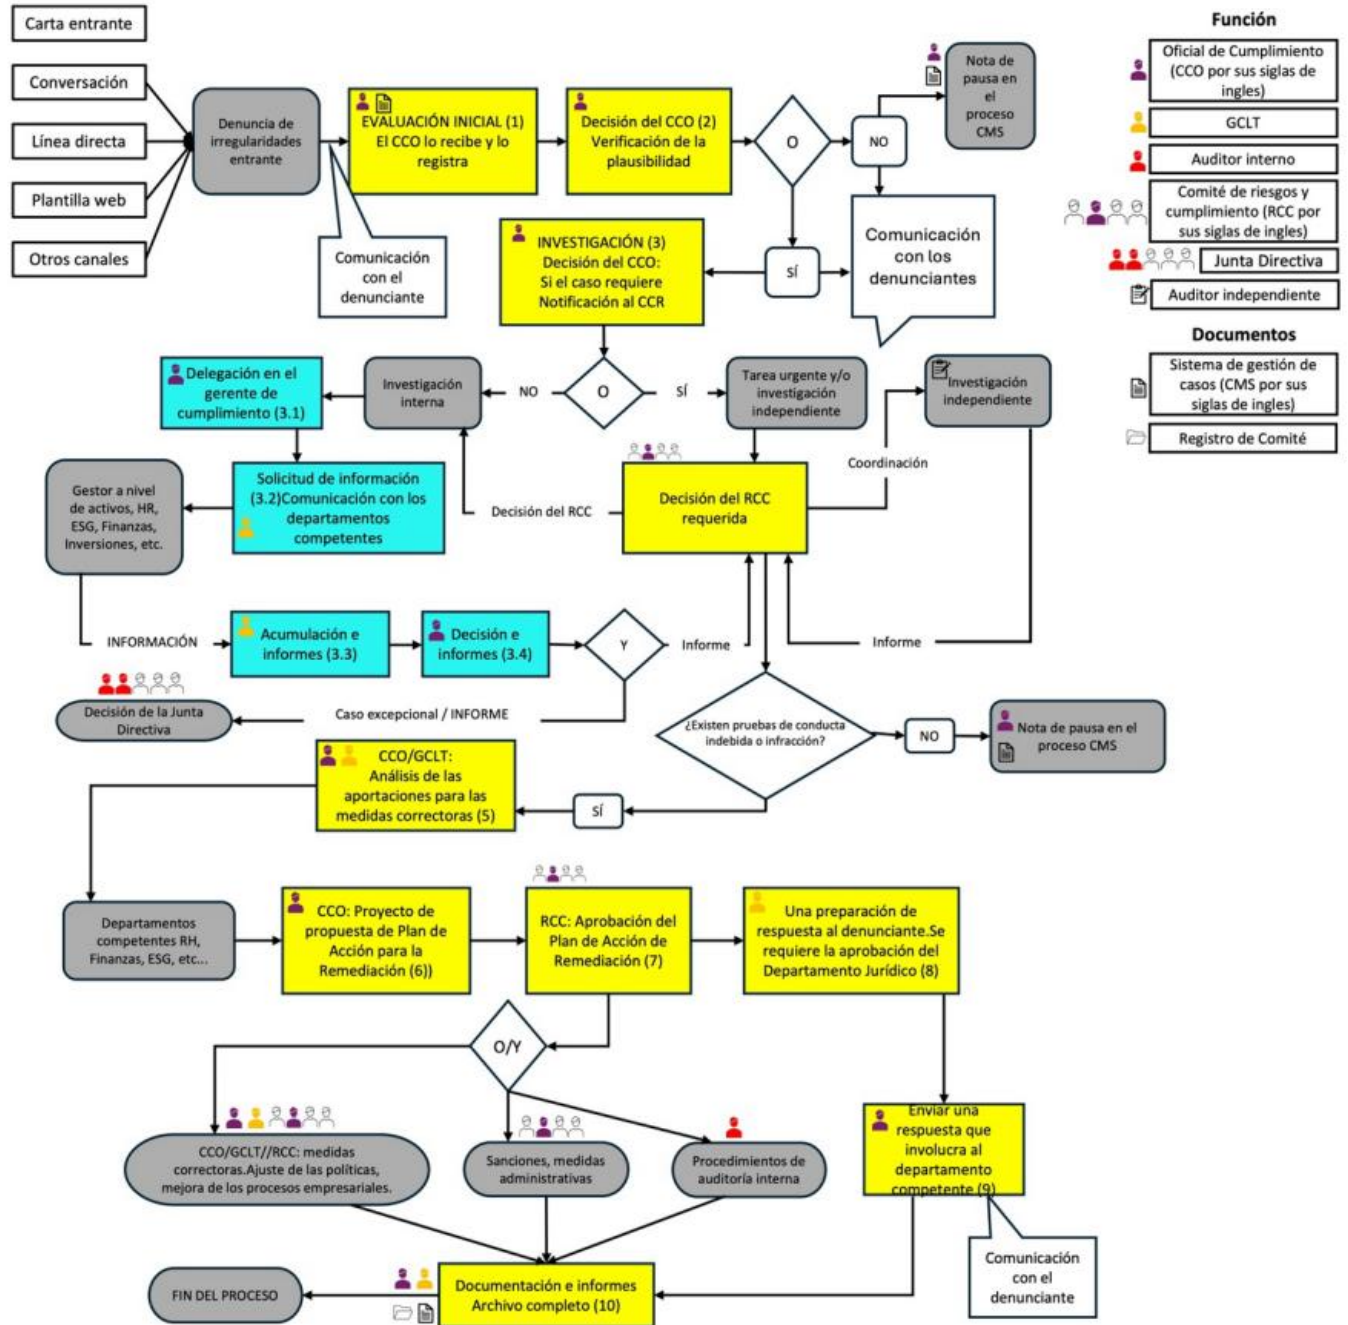 Carta entrante
Conversación
Línea directa
Plantilla web
Otros canales
Denuncia de
irregularidades
entrante
Comunicación
con el
denunciante
EVALUACIÓN INICIAL (1)
El CCO lo recibe y lo
registra
Decisión del CCO (2)
Verificación de la
plausibilidad
O
NO
SÍ
Nota de
pausa en
el
proceso
CMS
Comunicación
con los
denunciantes
INVESTIGACIÓN (3)
Decisión del CCO:
Si el caso requiere
Notificación al CCR
Función
Oficial de Cumplimiento
(CCO por sus siglas de
ingles)
GCLT
Auditor interno
Comité de riesgos y
cumplimiento (RCC por
sus siglas de ingles)
Junta Directiva
Auditor independiente
Documentos
Sistema de gestión de
casos (CMS por sus
siglas de ingles)
Registro de Comité
Delegación en el
gerente de
cumplimiento (3.1)
Investigación
interna
NO
O
SÍ
Tarea urgente y/o
investigación
independiente
Investigación
independiente
Coordinación
Gestor a nivel
de activos, HR,
ESG, Finanzas,
Inversiones, etc.
Solicitud de información
(3.2)Comunicación con los
departamentos
competentes
Decisión del RCC
Decisión del RCC
requerida
INFORMACIÓN
Acumulación e
informes (3.3)
Decisión e
informes (3.4)
Y
Informe
Informe
Decisión de la Junta
Directiva
Caso excepcional / INFORME
¿Existen pruebas de conducta
indebida o infracción?
NO
Nota de pausa en el
proceso CMS
CCO/GCLT:
Análisis de las
aportaciones para las
medidas correctoras (5)
SÍ
Departamentos
competentes RH,
Finanzas, ESG, etc...
CCO: Proyecto de
propuesta de Plan de
Acción para la
Remediación (6))
RCC: Aprobación del
Plan de Acción de
Remediación (7)
Una preparación de
respuesta al denunciante.Se
requiere la aprobación del
Departamento Jurídico (8)
O/Y
CCO/GCLT//RCC: medidas
correctoras.Ajuste de las políticas,
mejora de los procesos empresariales.
Sanciones, medidas
administrativas
Procedimientos de
auditoría interna
Enviar una
respuesta que
involucra al
departamento
competente (9)
Comunicación
con el
denunciante
FIN DEL PROCESO
Documentación e informes
Archivo completo (10)